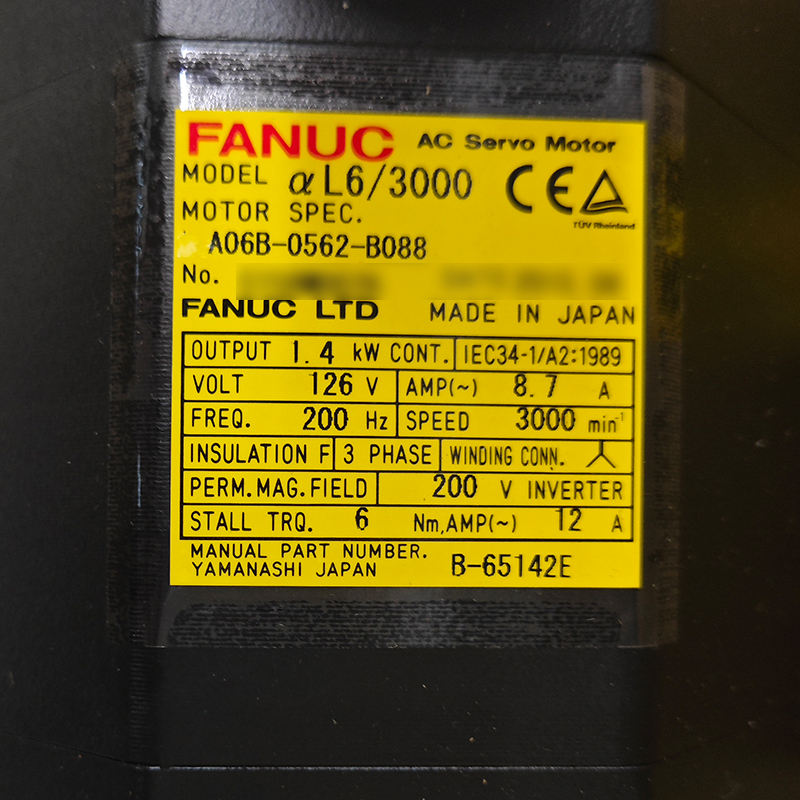 FANUC AC Servo Motor
MODEL αL6/3000 CE
TÜV Rheinland
MOTOR SPEC.
A06B-0562-B088
No.
FANUC LTD MADE IN JAPAN
OUTPUT 1.4 kW CONT. IEC34-1/A2:1989
VOLT 126 V AMP(~) 8.7 A
FREQ. 200 Hz SPEED 3000 min⁻¹
INSULATION F 3 PHASE WINDING CONN.
PERM.MAG.FIELD 200 V INVERTER
STALL TRQ. 6 Nm,AMP(~) 12 A
MANUAL PART NUMBER.
YAMANASHI JAPAN B-65142E